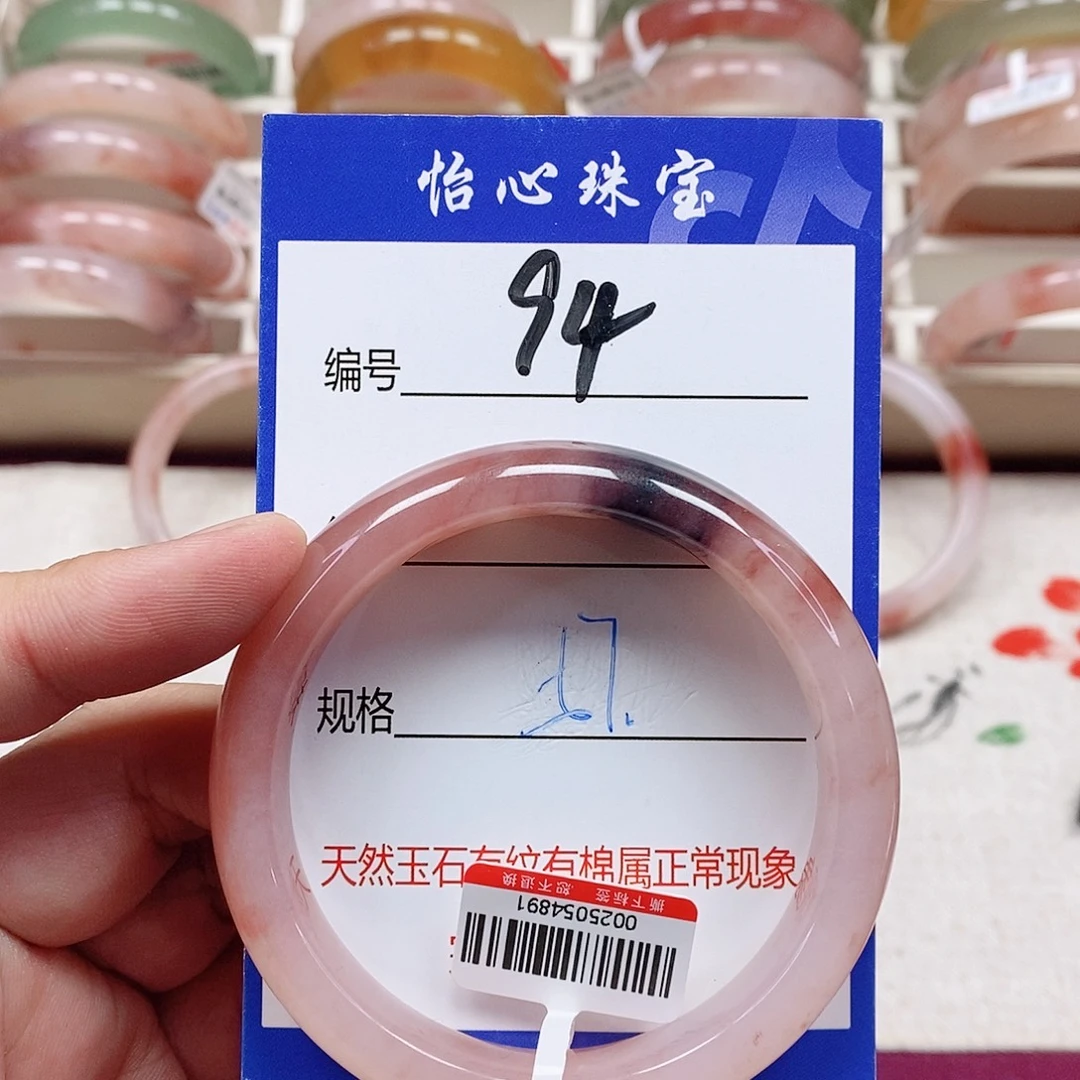 怡心珠宝
94
编号
规格 57.
天然玉石有纹有棉属正常现象
撕下标签 恕不退换
0025054891